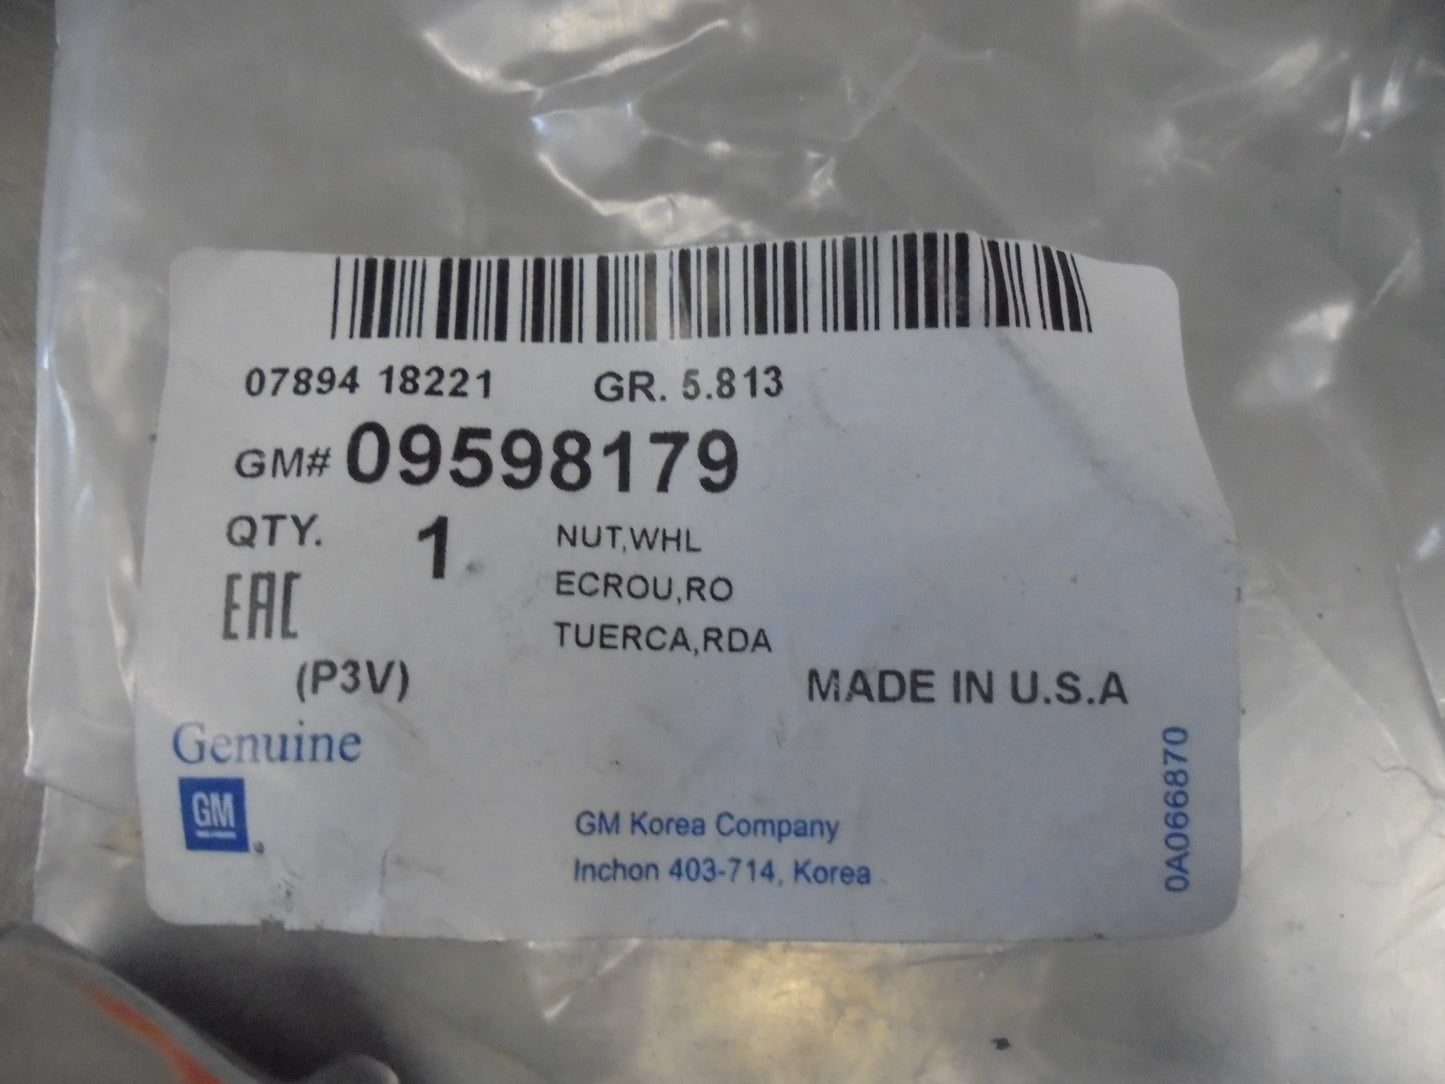 07894 18221 GR. 5.813
GM# 09598179
QTY. 1 NUT,WHL
EAC ECROU,RO
TUERCA,RDA
(P3V)
MADE IN U.S.A
Genuine
GM
GM Korea Company
Inchon 403-714, Korea
0A066870